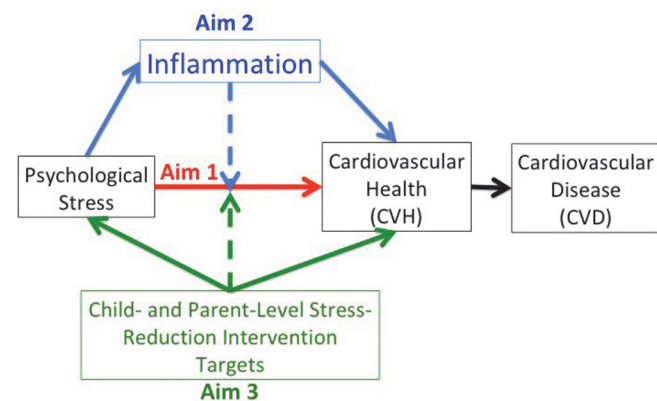 Aim 2
Inflammation
Aim 1
Psychological
Stress
Cardiovascular
Health
(CVH)
Cardiovascular
Disease
(CVD)
Child- and Parent-Level Stress-
Reduction Intervention
Targets
Aim 3